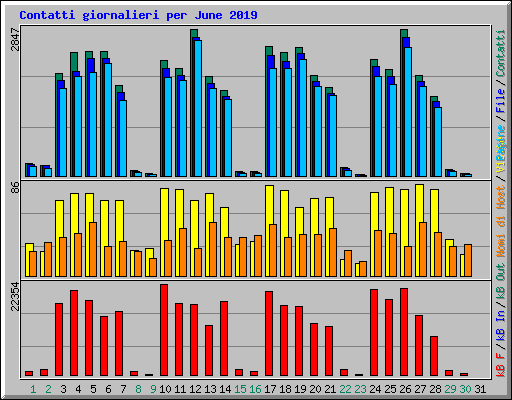 Contatti giornalieri per June 2019
2847
86
22354
1 2 3 4 5 6 7 8 9 10 11 12 13 14 15 16 17 18 19 20 21 22 23 24 25 26 27 28 29 30 31
kB F / kB In / kB Out Nomi di Host / Pagine / File / Contatti